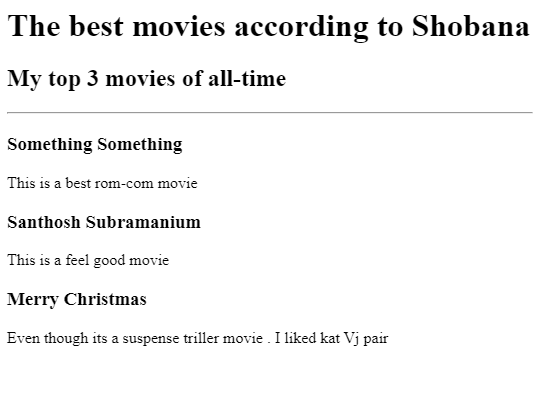 The best movies according to Shobana
My top 3 movies of all-time
Something Something
This is a best rom-com movie
Santhosh Subramanium
This is a feel good movie
Merry Christmas
Even though its a suspense triller movie . I liked kat Vj pair